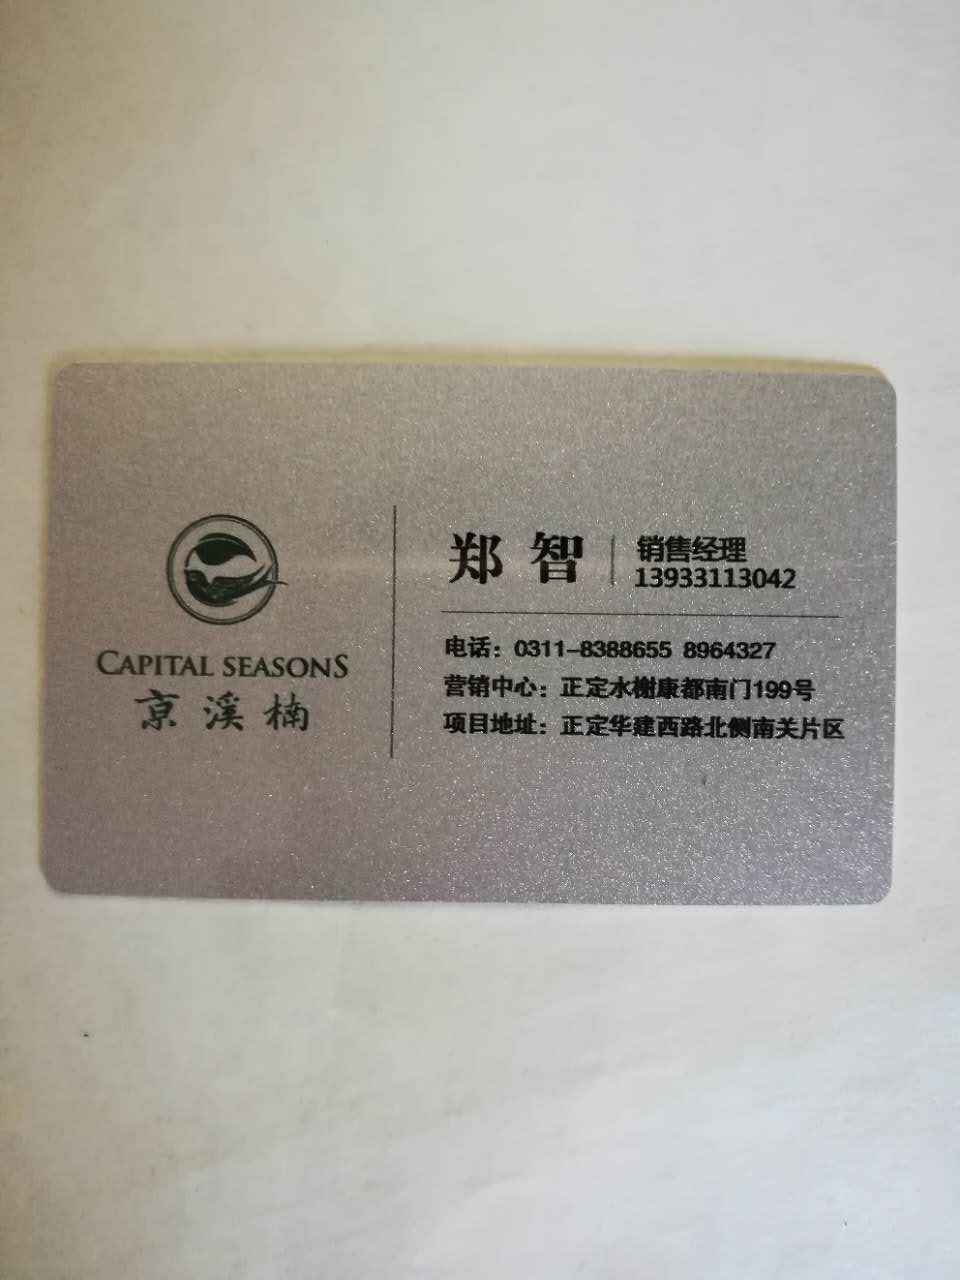 CAPITAL SEASONS
京溪楠
郑智
销售经理
13933113042
电话：0311-8388655 8964327
营销中心：正定水榭康都南门199号
项目地址：正定华建西路北侧南关片区